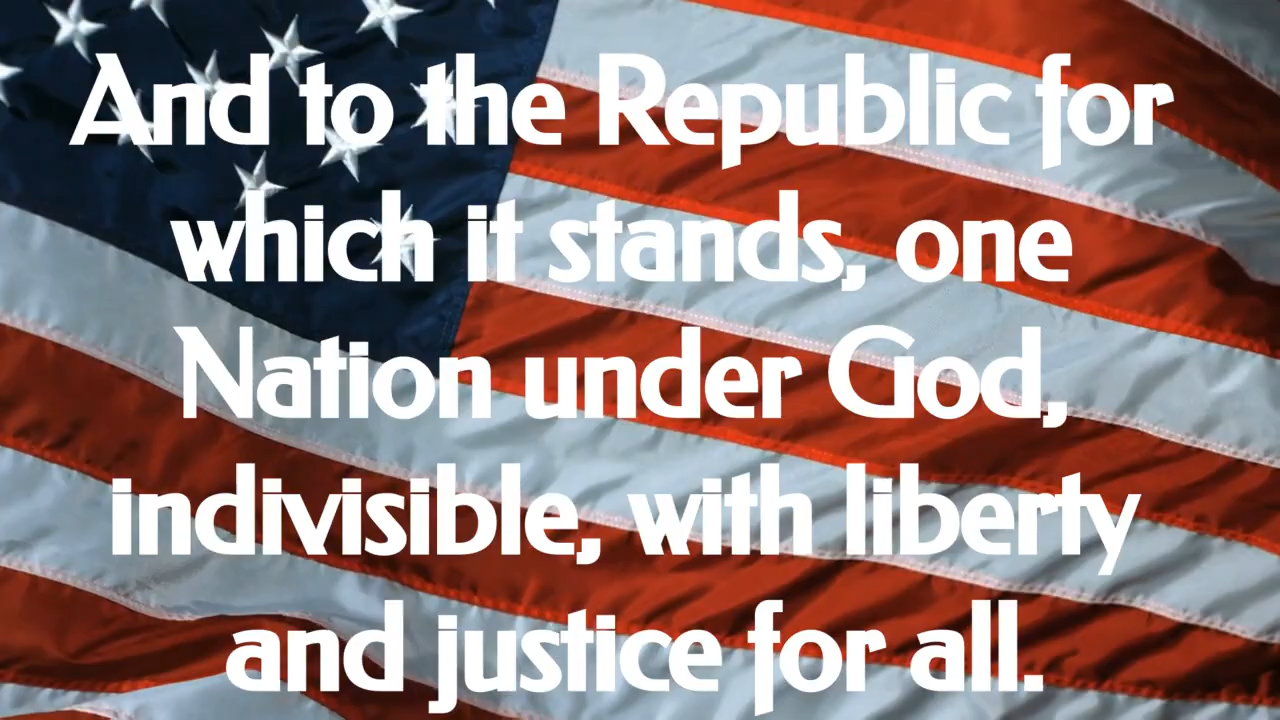 And to the Republic for
which it stands, one
Nation under God,
indivisible, with liberty
and justice for all.